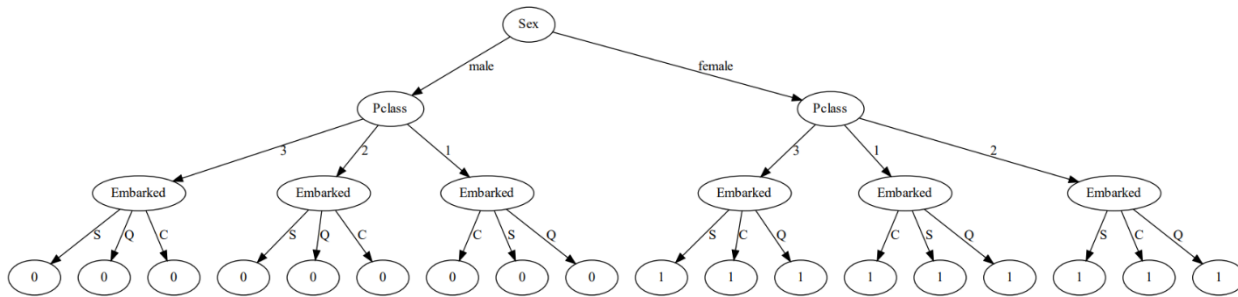 Sex
male female
Pclass Pclass
3 2 1 3 1 2
Embarked Embarked Embarked Embarked Embarked Embarked
S Q C S Q C C S Q S C Q C S Q S C Q
0 0 0 0 0 0 0 0 0 1 1 1 1 1 1 1 1 1